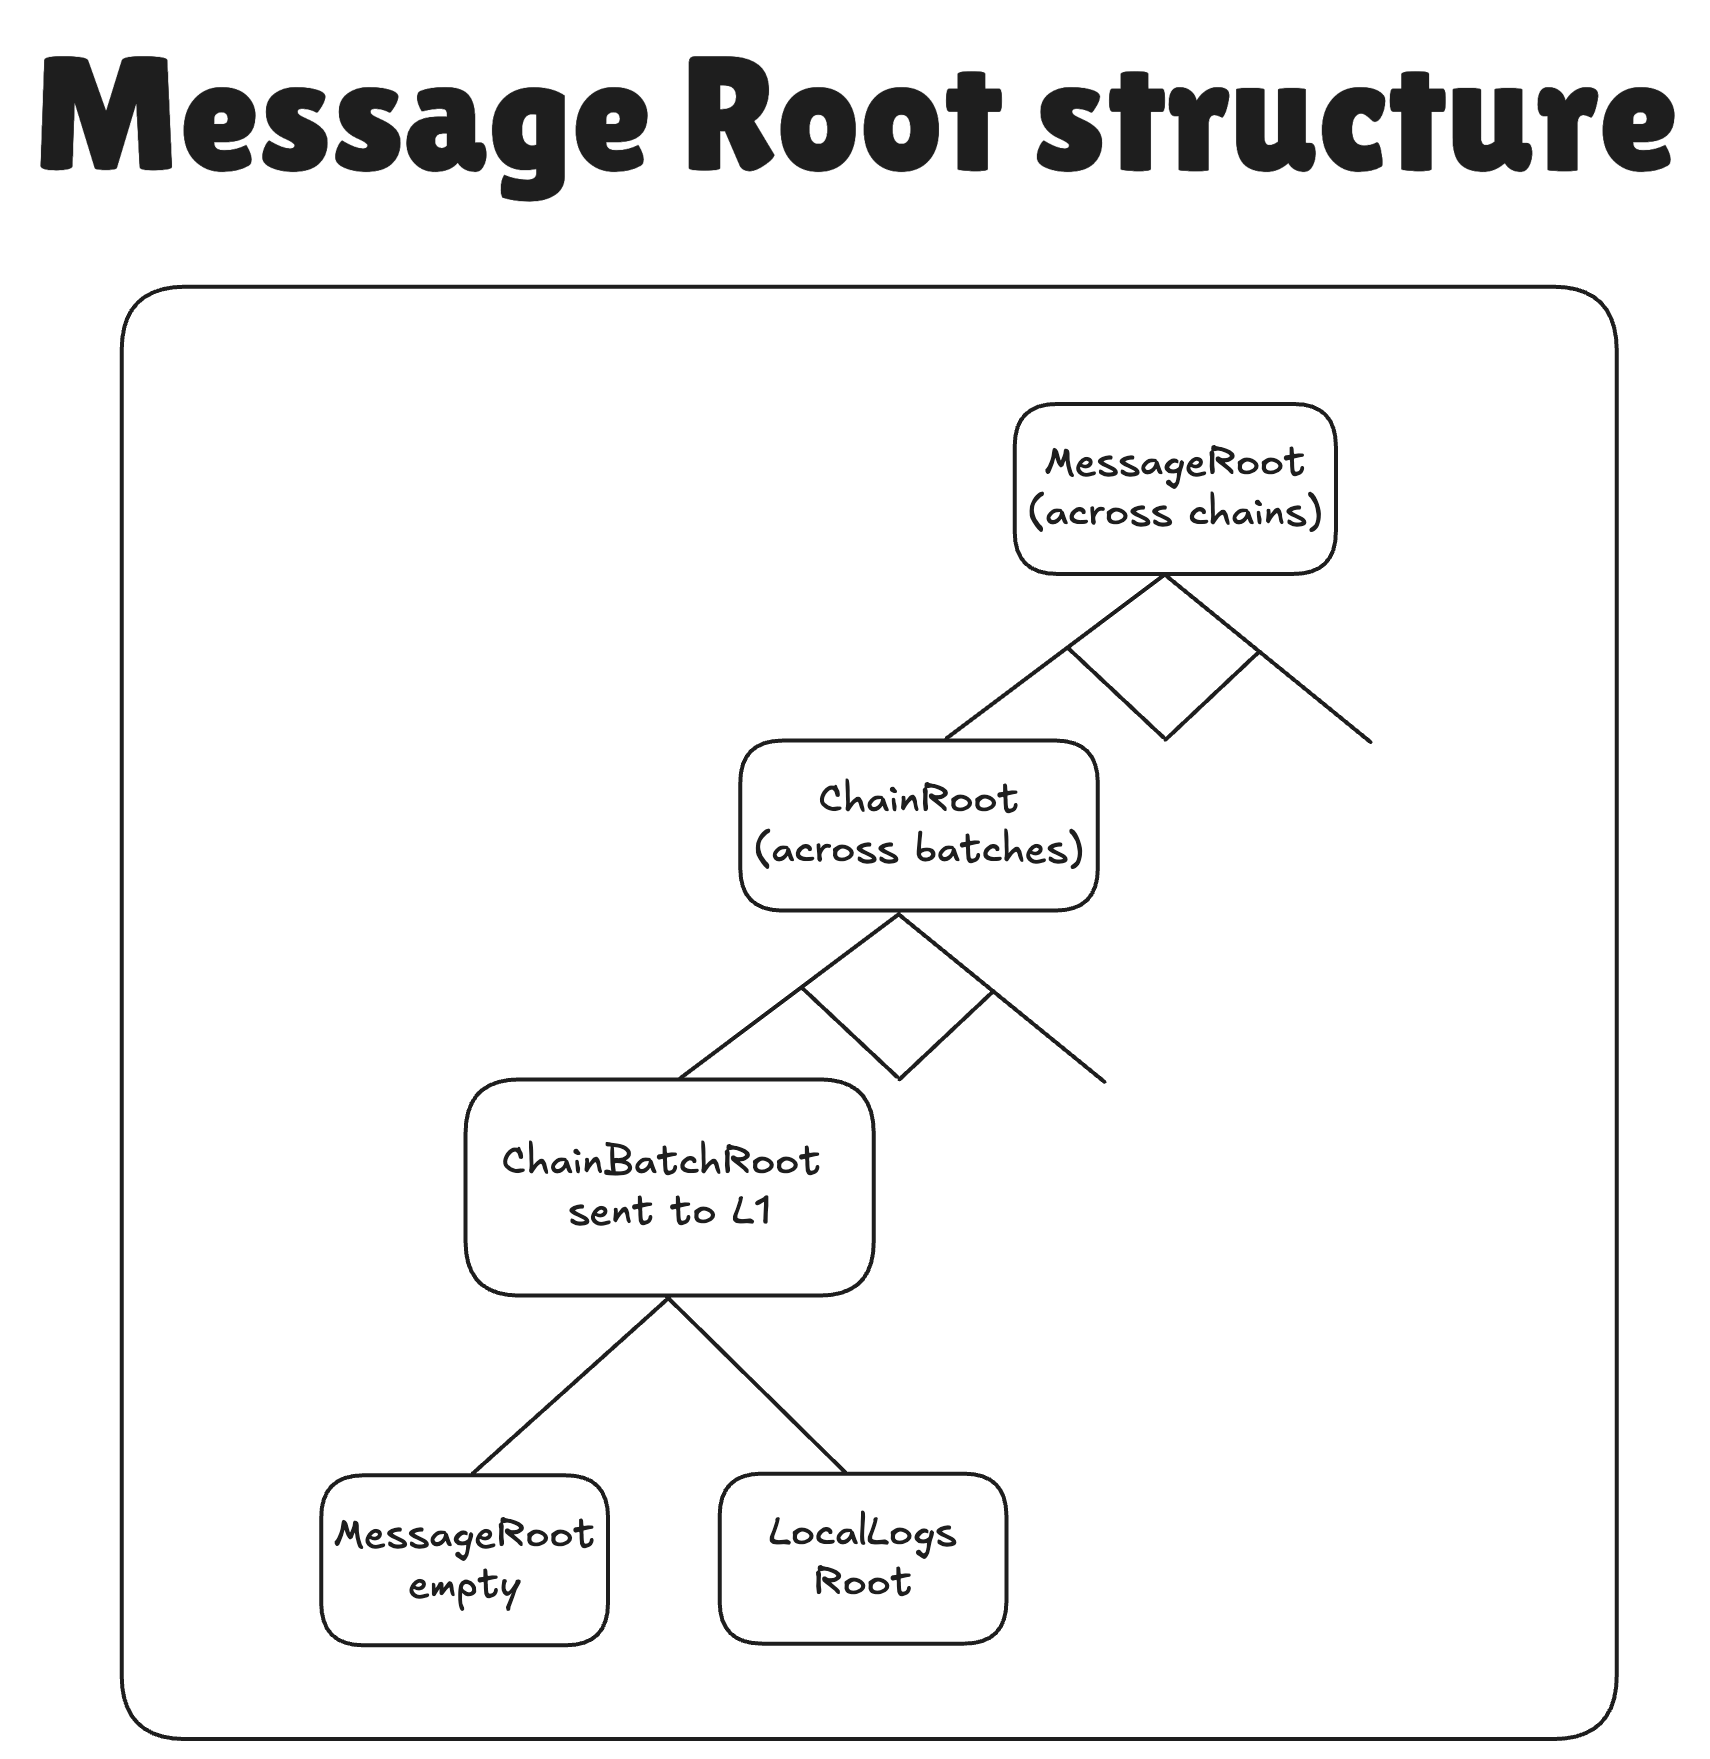 Message Root structure
MessageRoot
(across chains)
ChainRoot
(across batches)
ChainBatchRoot
sent to L1
MessageRoot
empty
LocalLogs
Root